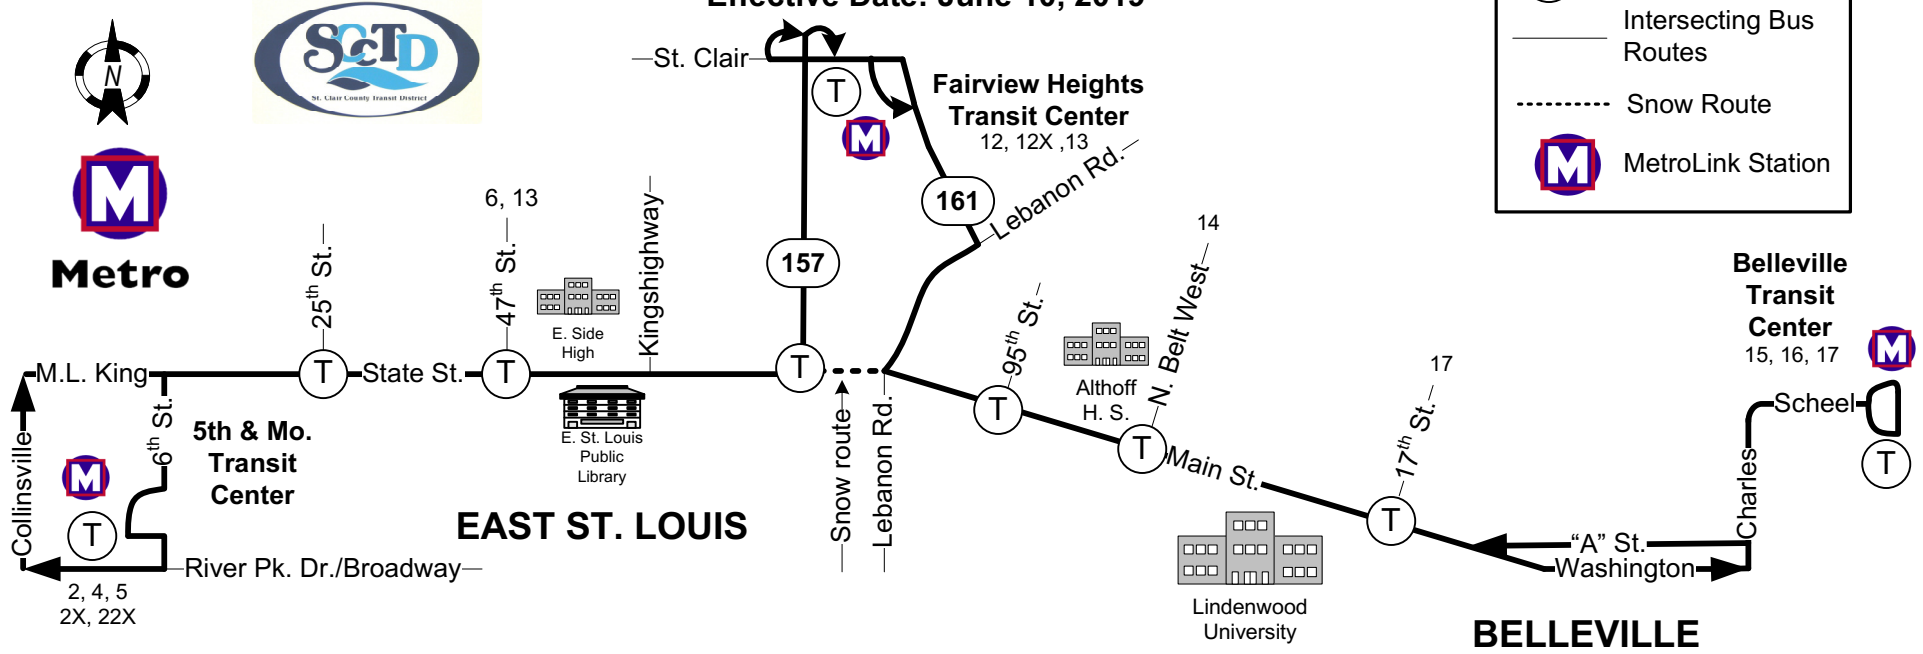 Effective Date: June 10, 2019
N
SCCTD
St. Clair County Transit District
M
Metro
Intersecting Bus
Routes
Snow Route
M
MetroLink Station
St. Clair
T
M
Fairview Heights
Transit Center
12, 12X ,13
161
Lebanon Rd.
157
6, 13
25th St.
47th St.
Kingshighway
E. Side
High
M.L. King
T
State St.
T
T
E. St. Louis
Public
Library
Snow route
Lebanon Rd.
95th St.
T
Althoff
H. S.
14
N. Belt West
T
Main St.
17
17th St.
T
Belleville
Transit
Center
15, 16, 17
M
Scheel
T
Charles
"A" St.
Washington
Collinsville
6th St.
5th & Mo.
Transit
Center
M
T
River Pk. Dr./Broadway
2, 4, 5
2X, 22X
EAST ST. LOUIS
Lindenwood
University
BELLEVILLE